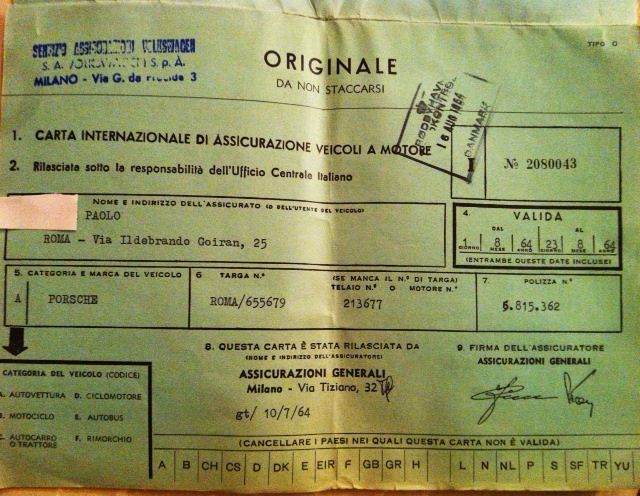 TIPO O
SERVIZIO ASSICURAZIONI VOLKSWAGEN
S. A. S.p.A.
MILANO - Via G. da 3
ORIGINALE
DA NON STACCARSI
RØDBYHAVN
KONTROL
16 AUG 1964
DANMARK
1. CARTA INTERNAZIONALE DI ASSICURAZIONE VEICOLI A MOTORE
2. Rilasciata sotto la responsabilità dell'Ufficio Centrale Italiano
№ 2080043
NOME E INDIRIZZO DELL'ASSICURATO (O DELL'UTENTE DEL VEICOLO)
PAOLO
ROMA - Via Ildebrando Goiran, 25
4. VALIDA
DAL AL
1 8 64 23 8 64
GIORNO MESE ANNO GIORNO MESE ANNO
(ENTRAMBE QUESTE DATE INCLUSE)
5. CATEGORIA E MARCA DEL VEICOLO
A PORSCHE
6 TARGA N.° (SE MANCA IL N.° DI TARGA)
TELAIO N.° O MOTORE N.°
ROMA/655679 213677
7. POLIZZA N.°
5.815.362
8. QUESTA CARTA È STATA RILASCIATA DA
(NOME E INDIRIZZO DELL'ASSICURATORE)
ASSICURAZIONI GENERALI
Milano - Via Tiziano, 32
gt/ 10/7/64
9. FIRMA DELL'ASSICURATORE
ASSICURAZIONI GENERALI
CATEGORIA DEL VEICOLO (CODICE)
A. AUTOVETTURA D. CICLOMOTORE
B. MOTOCICLO E. AUTOBUS
C. AUTOCARRO F. RIMORCHIO
O TRATTORE
(CANCELLARE I PAESI NEI QUALI QUESTA CARTA NON È VALIDA)
A B CH CS D DK E EIR F GB GR H L N NL P S SF TR YU